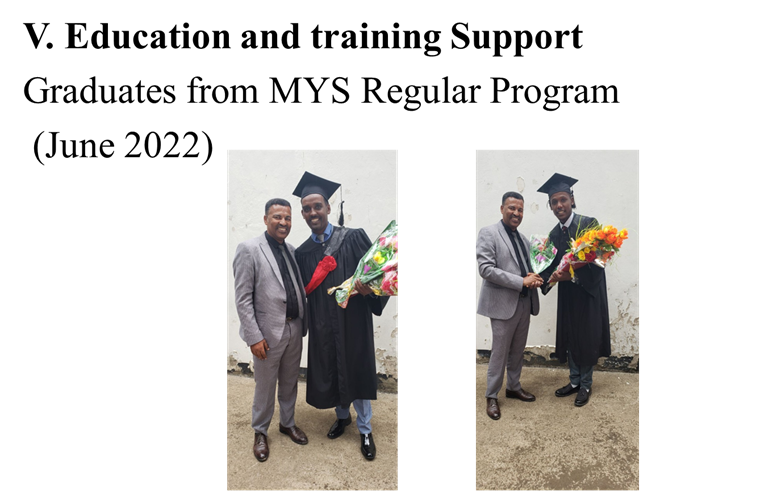 V. Education and training Support
Graduates from MYS Regular Program
(June 2022)